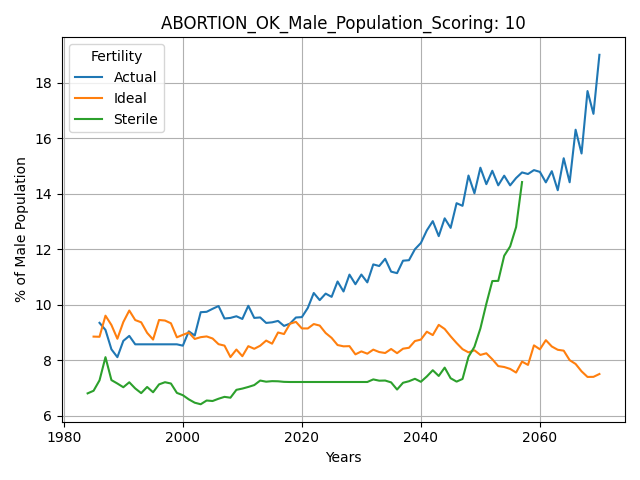 ABORTION_OK_Male_Population_Scoring: 10
Fertility
Actual
Ideal
Sterile
% of Male Population
18
16
14
12
10
8
6
1980
2000
2020
2040
2060
Years